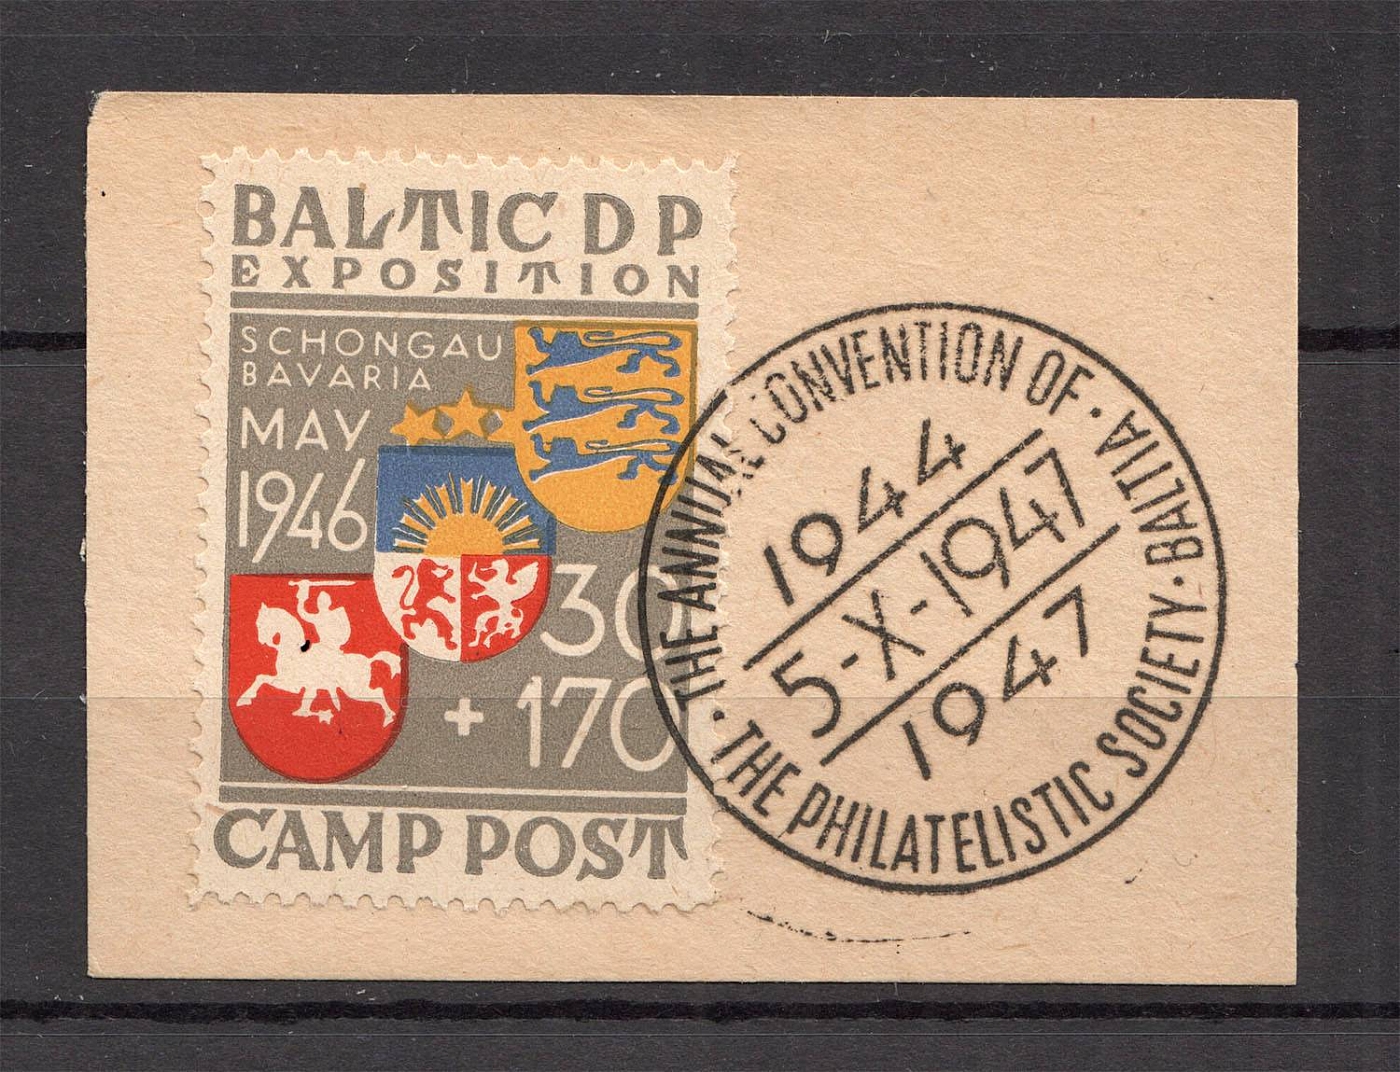 BALTIC DP
EXPOSITION
SCHONGAU
BAVARIA
MAY
1946
30
+ 170
CAMP POST
· THE ANNUAL CONVENTION OF · BALTIA ·
· THE PHILATELISTIC SOCIETY ·
1944
5-X-1947
1947